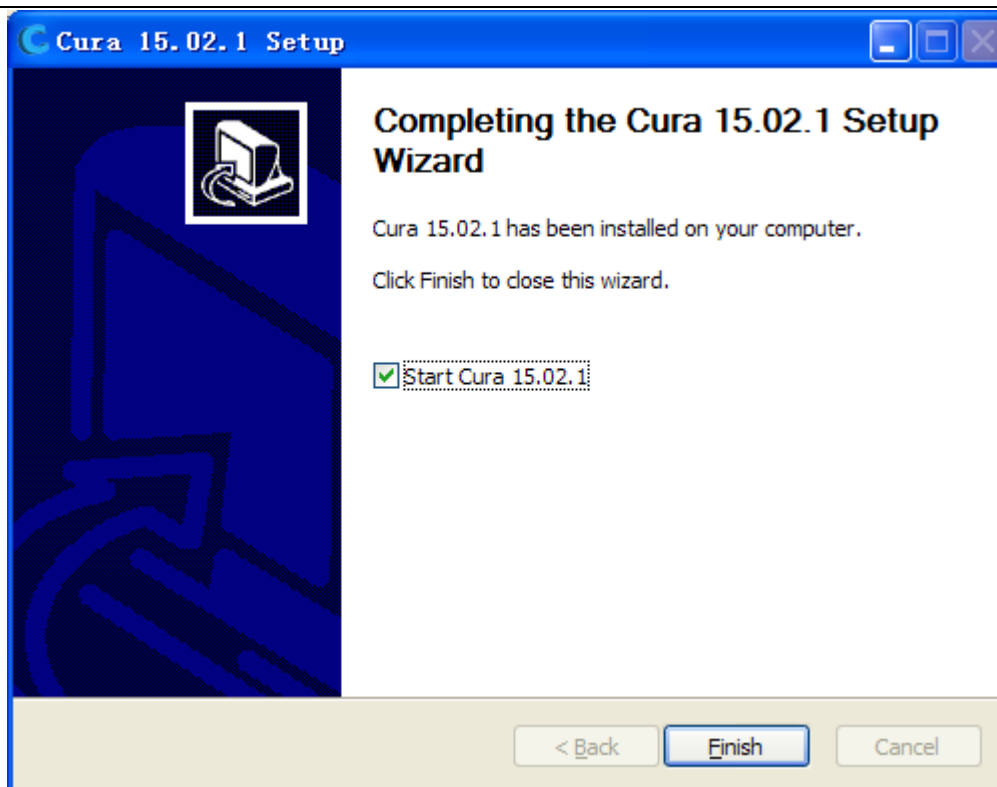 Cura 15.02.1 Setup
Completing the Cura 15.02.1 Setup
Wizard
Cura 15.02.1 has been installed on your computer.
Click Finish to close this wizard.
Start Cura 15.02.1
< Back
Finish
Cancel